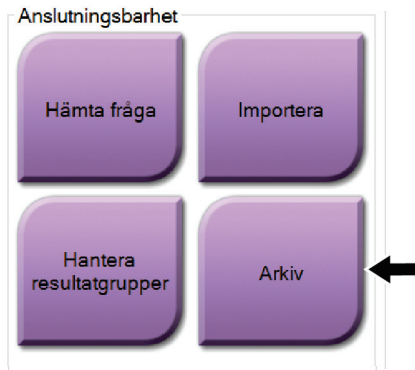 Anslutningsbarhet
Hämta fråga
Importera
Hantera
resultatgrupper
Arkiv